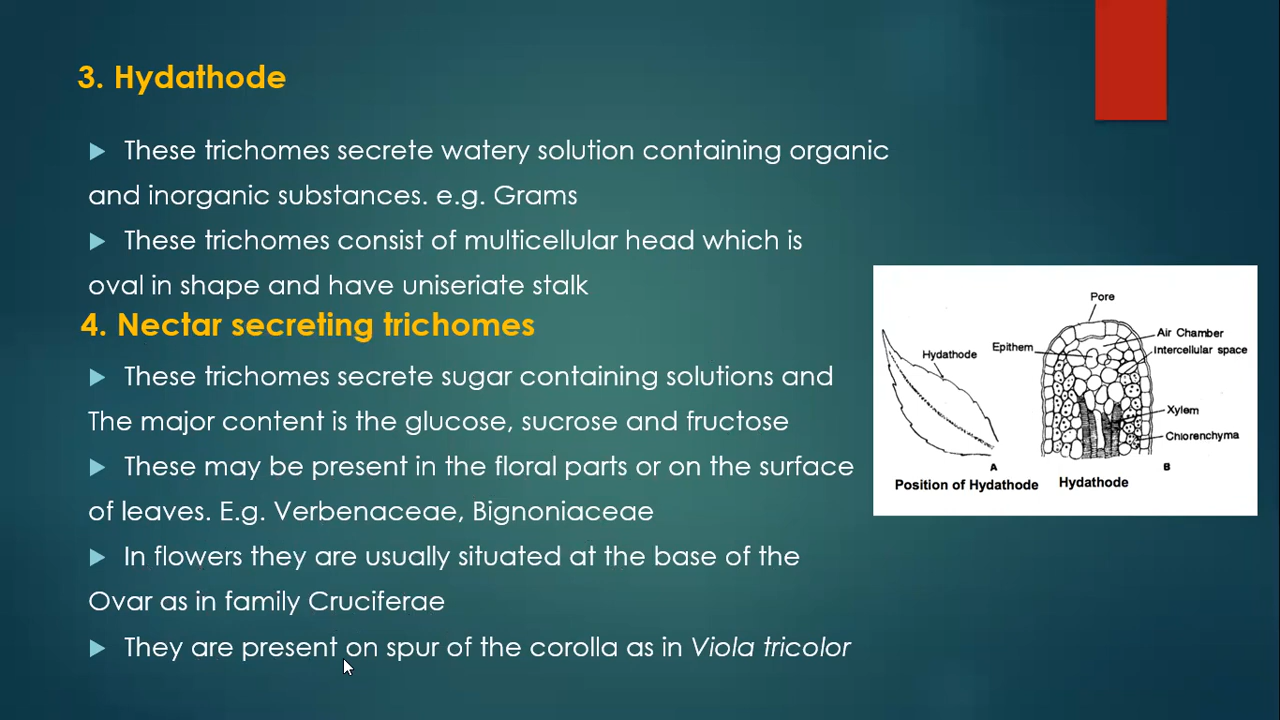 3. Hydathode
These trichomes secrete watery solution containing organic
and inorganic substances. e.g. Grams
These trichomes consist of multicellular head which is
oval in shape and have uniseriate stalk
4. Nectar secreting trichomes
These trichomes secrete sugar containing solutions and
The major content is the glucose, sucrose and fructose
These may be present in the floral parts or on the surface
of leaves. E.g. Verbenaceae, Bignoniaceae
In flowers they are usually situated at the base of the
Ovar as in family Cruciferae
They are present on spur of the corolla as in Viola tricolor
Pore
Air Chamber
Epithem
Intercellular space
Hydathode
Xylem
Chlorenchyma
A
B
Position of Hydathode
Hydathode